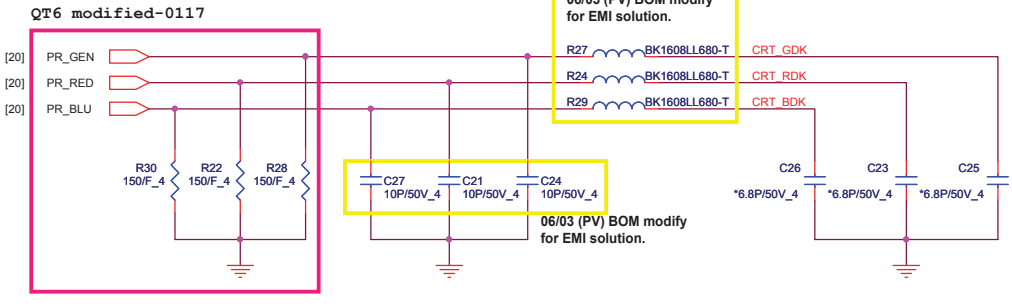 06/03 (PV) BOM modify
for EMI solution.
QT6 modified-0117
[20] PR_GEN R27 BK1608LL680-T CRT_GDK
[20] PR_RED R24 BK1608LL680-T CRT_RDK
[20] PR_BLU R29 BK1608LL680-T CRT_BDK
R30 R22 R28 C26 C23 C25
150/F_4 150/F_4 150/F_4 C27 C21 C24
10P/50V_4 10P/50V_4 10P/50V_4 *6.8P/50V_4 *6.8P/50V_4 *6.8P/50V_4
06/03 (PV) BOM modify
for EMI solution.